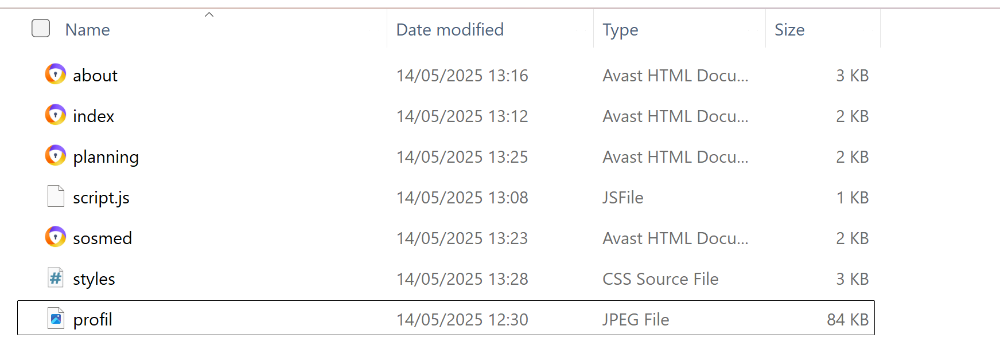 Name Date modified Type Size
about 14/05/2025 13:16 Avast HTML Docu... 3 KB
index 14/05/2025 13:12 Avast HTML Docu... 2 KB
planning 14/05/2025 13:25 Avast HTML Docu... 2 KB
script.js 14/05/2025 13:08 JSFile 1 KB
sosmed 14/05/2025 13:23 Avast HTML Docu... 2 KB
styles 14/05/2025 13:28 CSS Source File 3 KB
profil 14/05/2025 12:30 JPEG File 84 KB